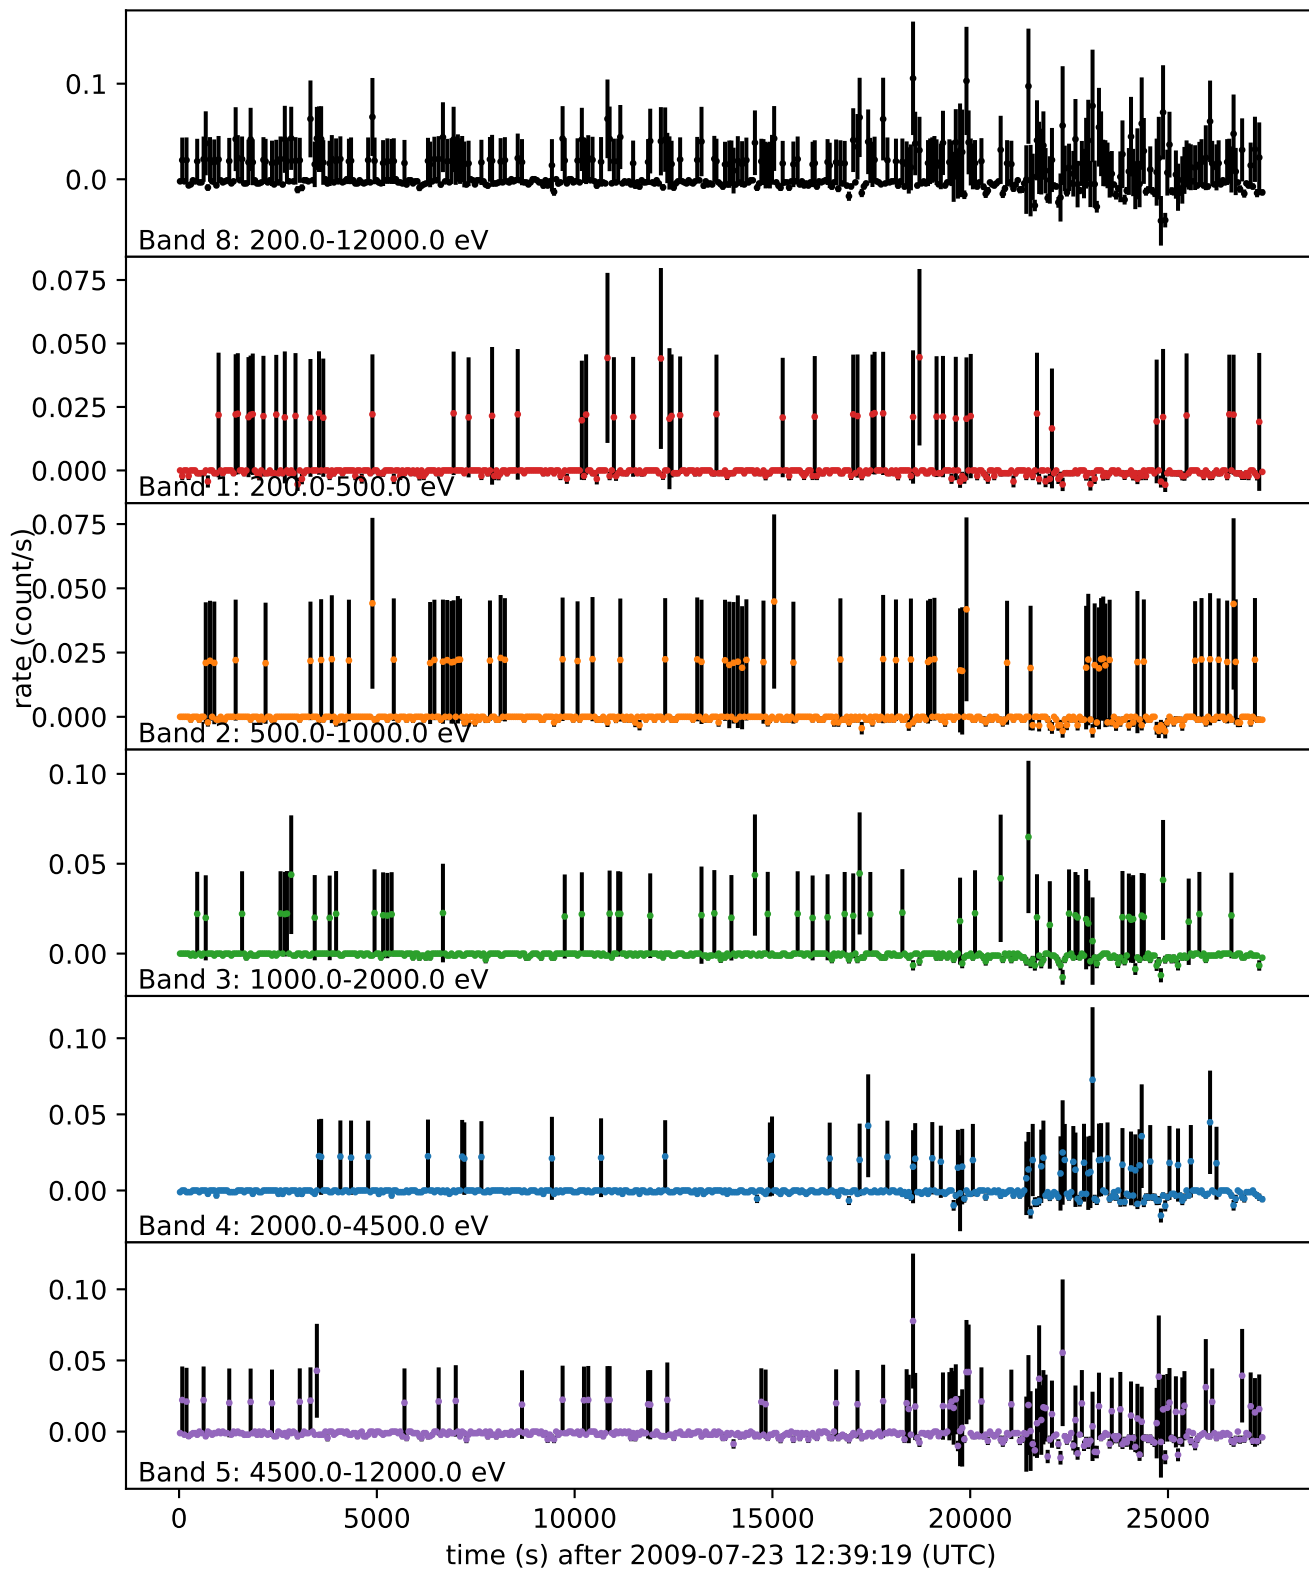 0.1
0.0
Band 8: 200.0-12000.0 eV
0.075
0.050
0.025
0.000
Band 1: 200.0-500.0 eV
rate (count/s)
0.075
0.050
0.025
0.000
Band 2: 500.0-1000.0 eV
0.10
0.05
0.00
Band 3: 1000.0-2000.0 eV
0.10
0.05
0.00
Band 4: 2000.0-4500.0 eV
0.10
0.05
0.00
Band 5: 4500.0-12000.0 eV
0 5000 10000 15000 20000 25000
time (s) after 2009-07-23 12:39:19 (UTC)